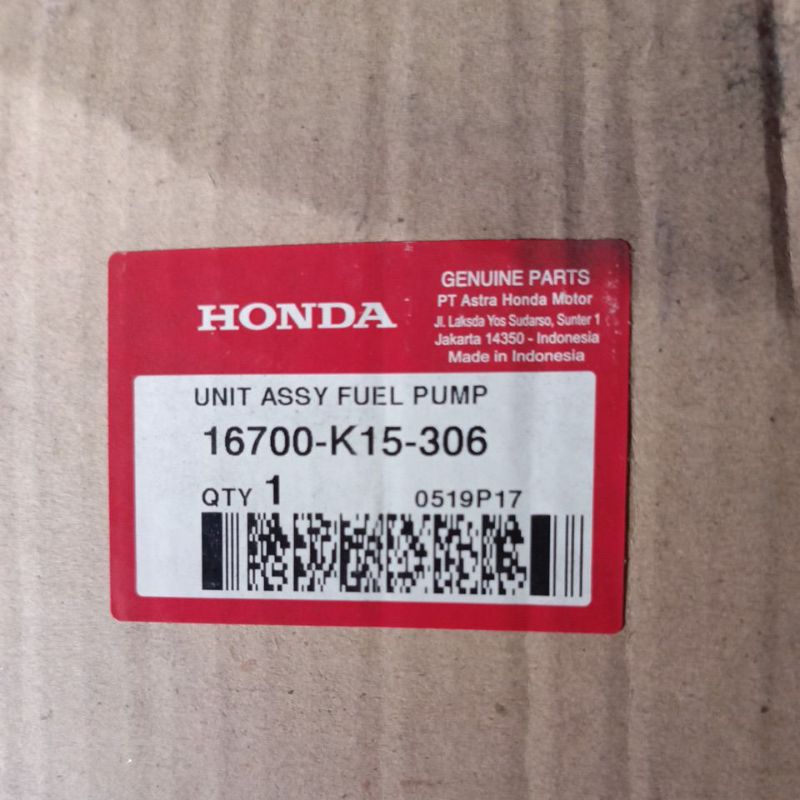 HONDA
GENUINE PARTS
PT Astra Honda Motor
Jl. Laksda Yos Sudarso, Sunter 1
Jakarta 14350 - Indonesia
Made in Indonesia
UNIT ASSY FUEL PUMP
16700-K15-306
QTY 1 0519P17